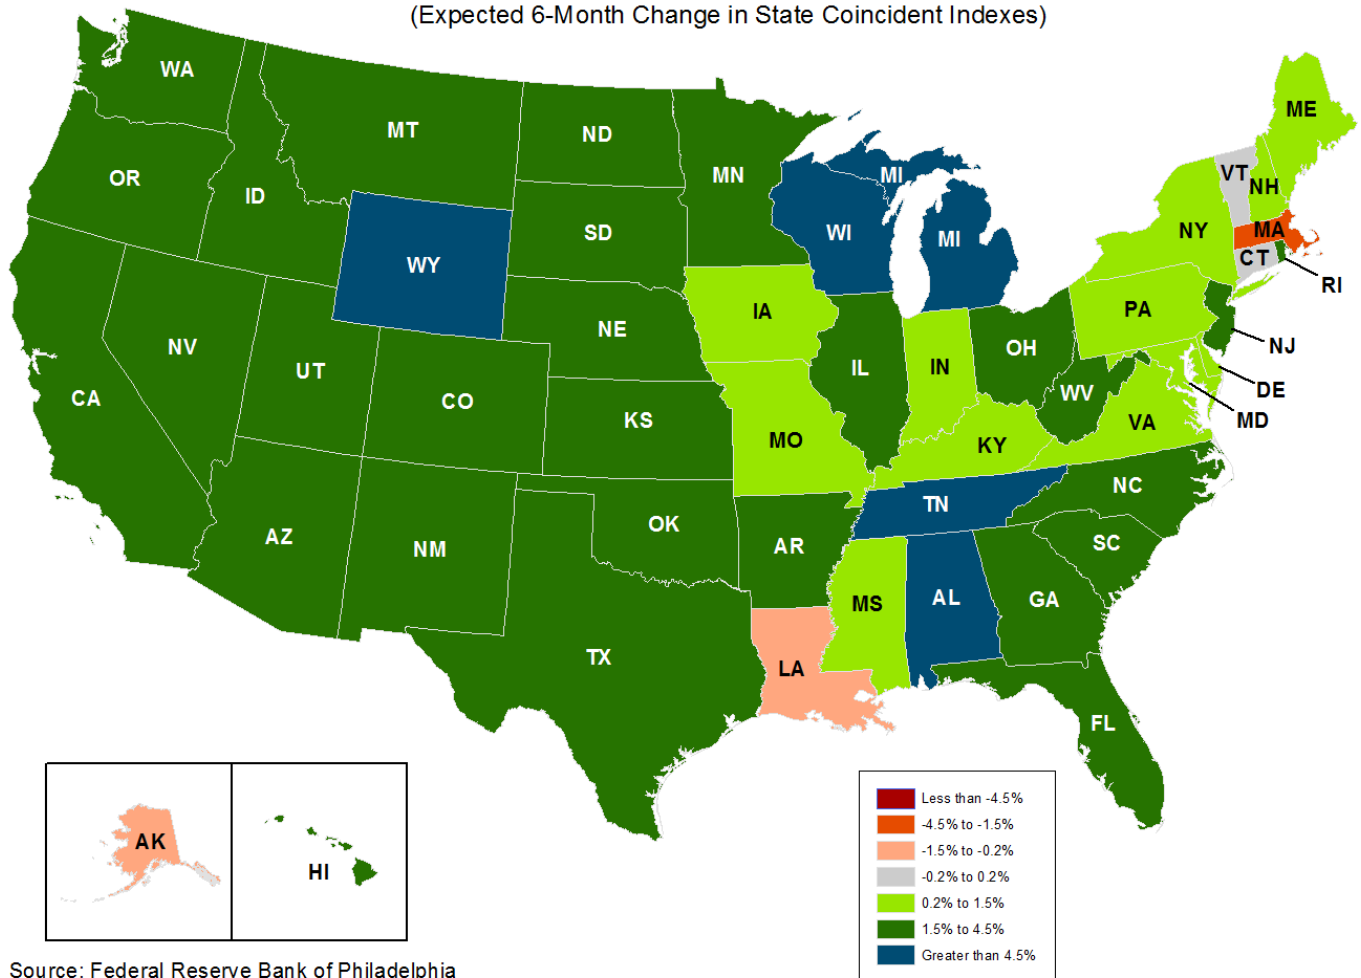 (Expected 6-Month Change in State Coincident Indexes)
WA
ME
MT
ND
OR
MN
MI
VT
NH
ID
SD
WI
MI
NY
MA
WY
CT
RI
IA
PA
NE
NV
OH
NJ
UT
IL
IN
CA
CO
WV
DE
KS
MD
MO
KY
VA
NC
TN
OK
AZ
NM
AR
SC
MS
AL
GA
TX
LA
FL
AK
HI
Less than -4.5%
-4.5% to -1.5%
-1.5% to -0.2%
-0.2% to 0.2%
0.2% to 1.5%
1.5% to 4.5%
Greater than 4.5%
Source: Federal Reserve Bank of Philadelphia